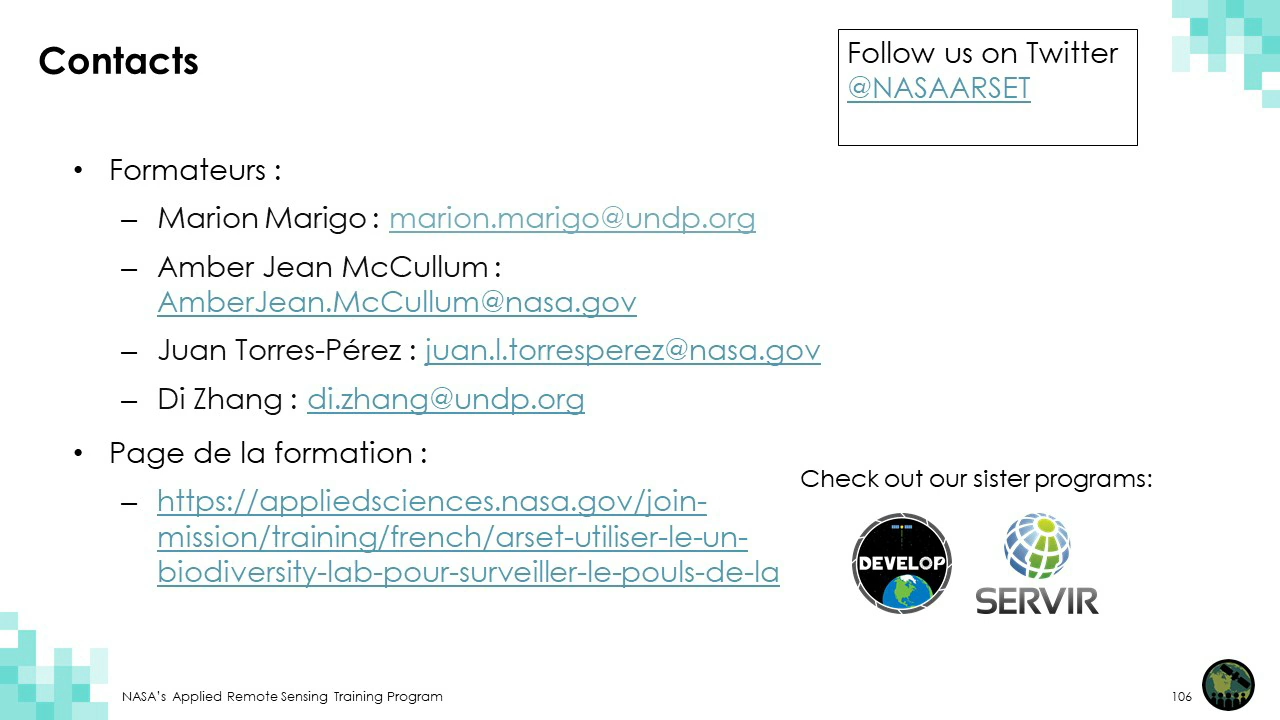 Contacts
Follow us on Twitter
@NASAARSET
• Formateurs :
– Marion Marigo : marion.marigo@undp.org
– Amber Jean McCullum :
AmberJean.McCullum@nasa.gov
– Juan Torres-Pérez : juan.l.torresperez@nasa.gov
– Di Zhang : di.zhang@undp.org
• Page de la formation :
– https://appliedsciences.nasa.gov/join-
mission/training/french/arset-utiliser-le-un-
biodiversity-lab-pour-surveiller-le-pouls-de-la
Check out our sister programs:
DEVELOP
SERVIR
NASA's Applied Remote Sensing Training Program
106